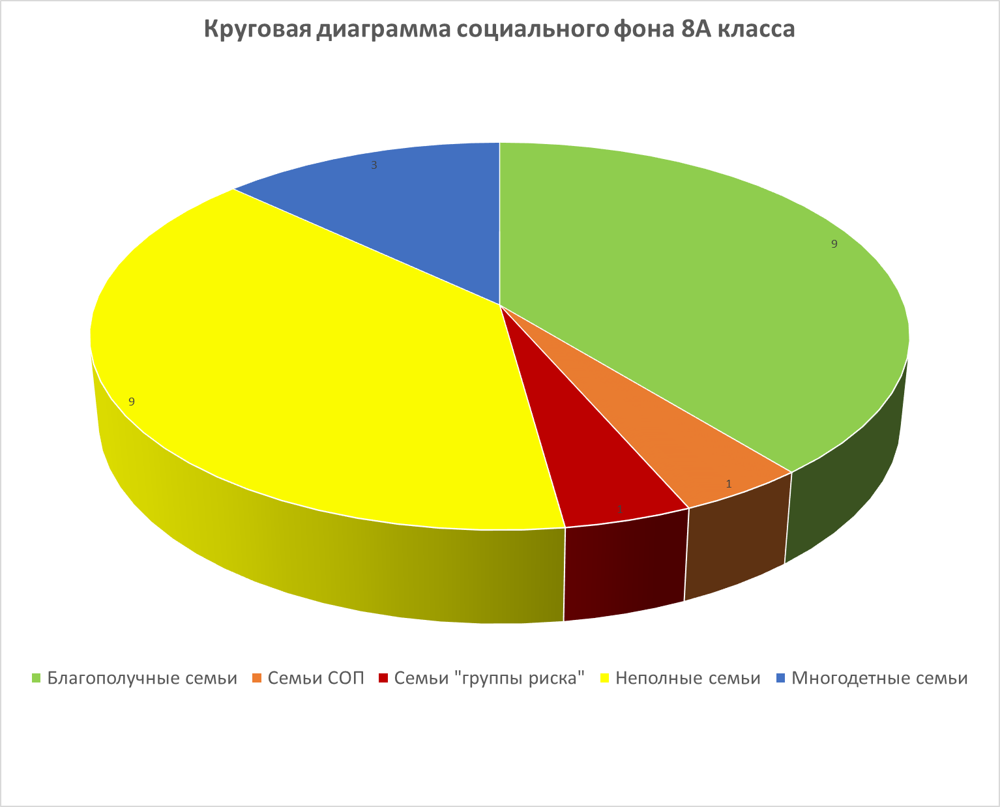 Круговая диаграмма социального фона 8А класса
3
9
9
1
1
Благополучные семьи
Семьи СОП
Семьи "группы риска"
Неполные семьи
Многодетные семьи